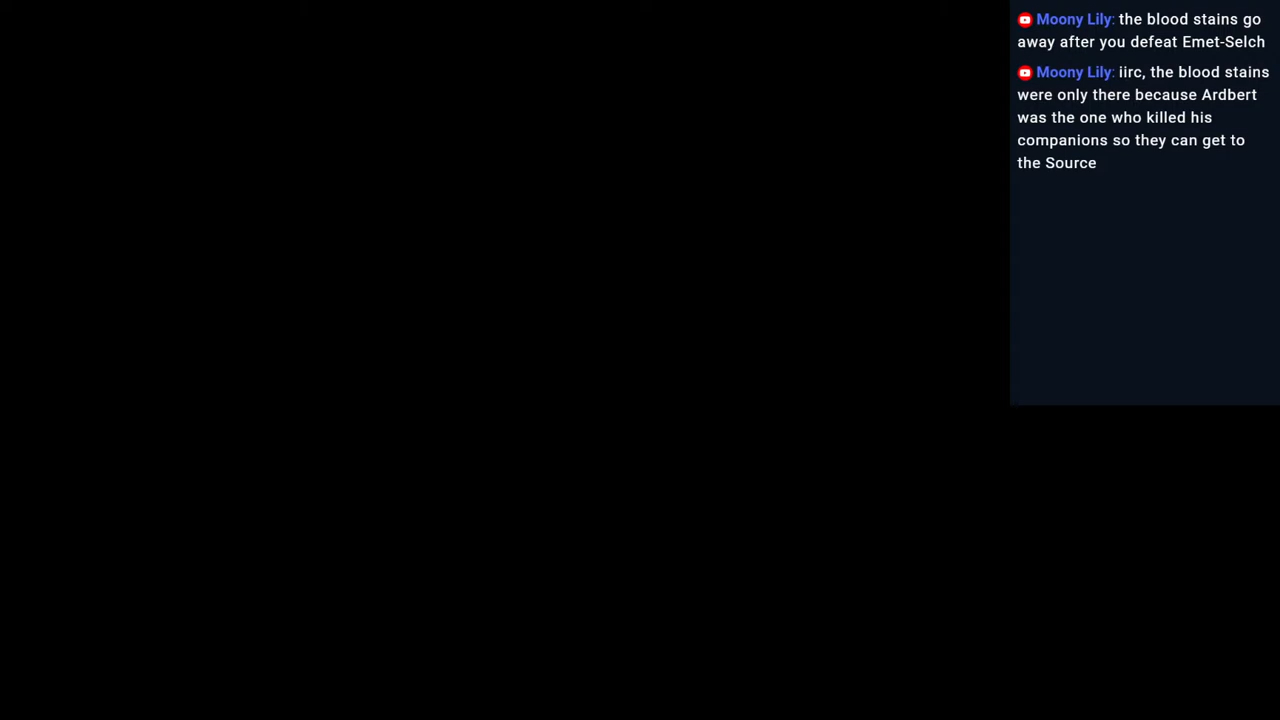 Moony Lily: the blood stains go
away after you defeat Emet-Selch
Moony Lily: iirc, the blood stains
were only there because Ardbert
was the one who killed his
companions so they can get to
the Source